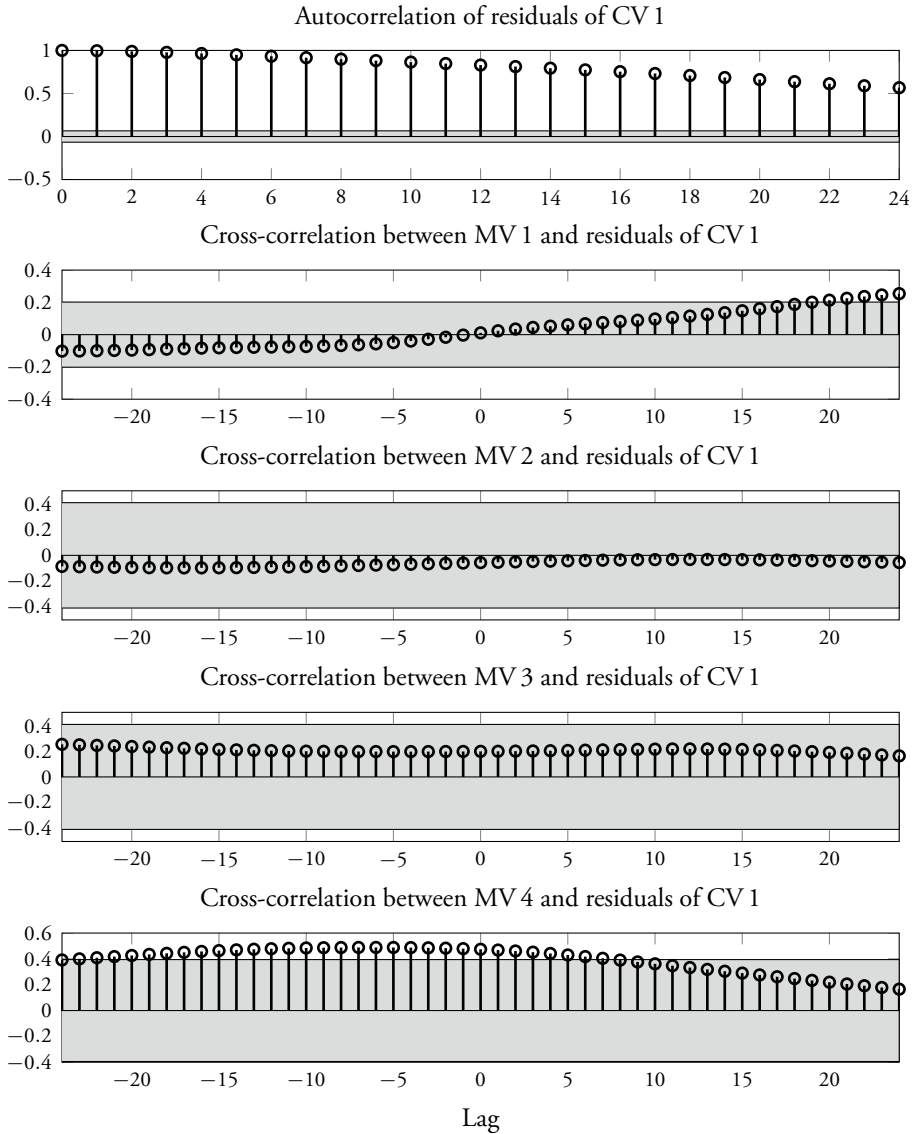 Autocorrelation of residuals of CV 1
1
0.5
0
−0.5
0 2 4 6 8 10 12 14 16 18 20 22 24
Cross-correlation between MV 1 and residuals of CV 1
0.4
0.2
0
−0.2
−0.4
−20 −15 −10 −5 0 5 10 15 20
Cross-correlation between MV 2 and residuals of CV 1
0.4
0.2
0
−0.2
−0.4
−20 −15 −10 −5 0 5 10 15 20
Cross-correlation between MV 3 and residuals of CV 1
0.4
0.2
0
−0.2
−0.4
−20 −15 −10 −5 0 5 10 15 20
Cross-correlation between MV 4 and residuals of CV 1
0.6
0.4
0.2
0
−0.2
−0.4
−20 −15 −10 −5 0 5 10 15 20
Lag